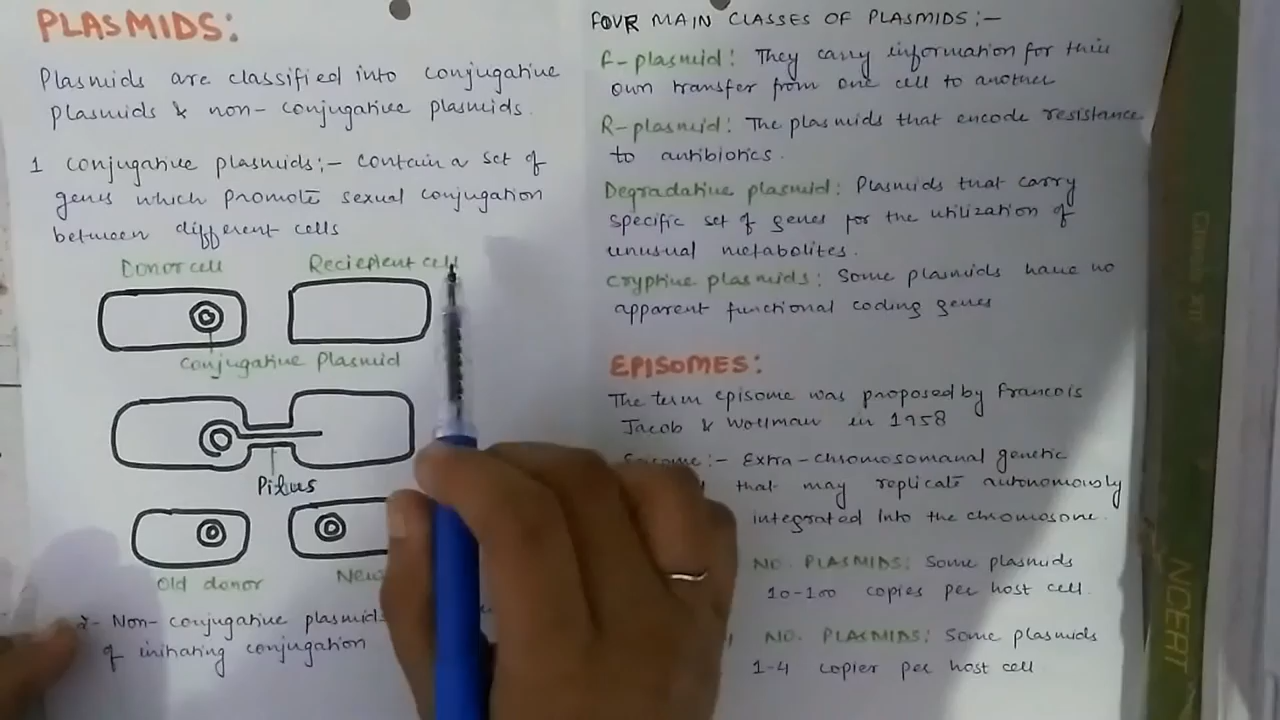 PLASMIDS:
Plasmids are classified into conjugative
plasmids & non-conjugative plasmids.
1 conjugative plasmids:- contain a set of
genes which promote sexual conjugation
between different cells
Donor cell
Reciepient cell
conjugative plasmid
Pilus
Old donor
New
2- Non-conjugative plasmids
of initiating conjugation
FOUR MAIN CLASSES OF PLASMIDS:-
F-plasmid: They carry information for their
own transfer from one cell to another
R-plasmid: The plasmids that encode resistance
to antibiotics.
Degradative plasmid: Plasmids that carry
specific set of genes for the utilization of
unusual metabolites.
Cryptive plasmids: Some plasmids have no
apparent functional coding genes
EPISOMES:
The term episome was proposed by Francois
Jacob & Wollman in 1958
:- Extra-chromosomanal genetic
that may replicate autonomously
integrated into the chromosone.
NO. PLASMIDS: Some plasmids
10-100 copies per host cell.
NO. PLASMIDS: Some plasmids
1-4 copier per host cell
NCERT